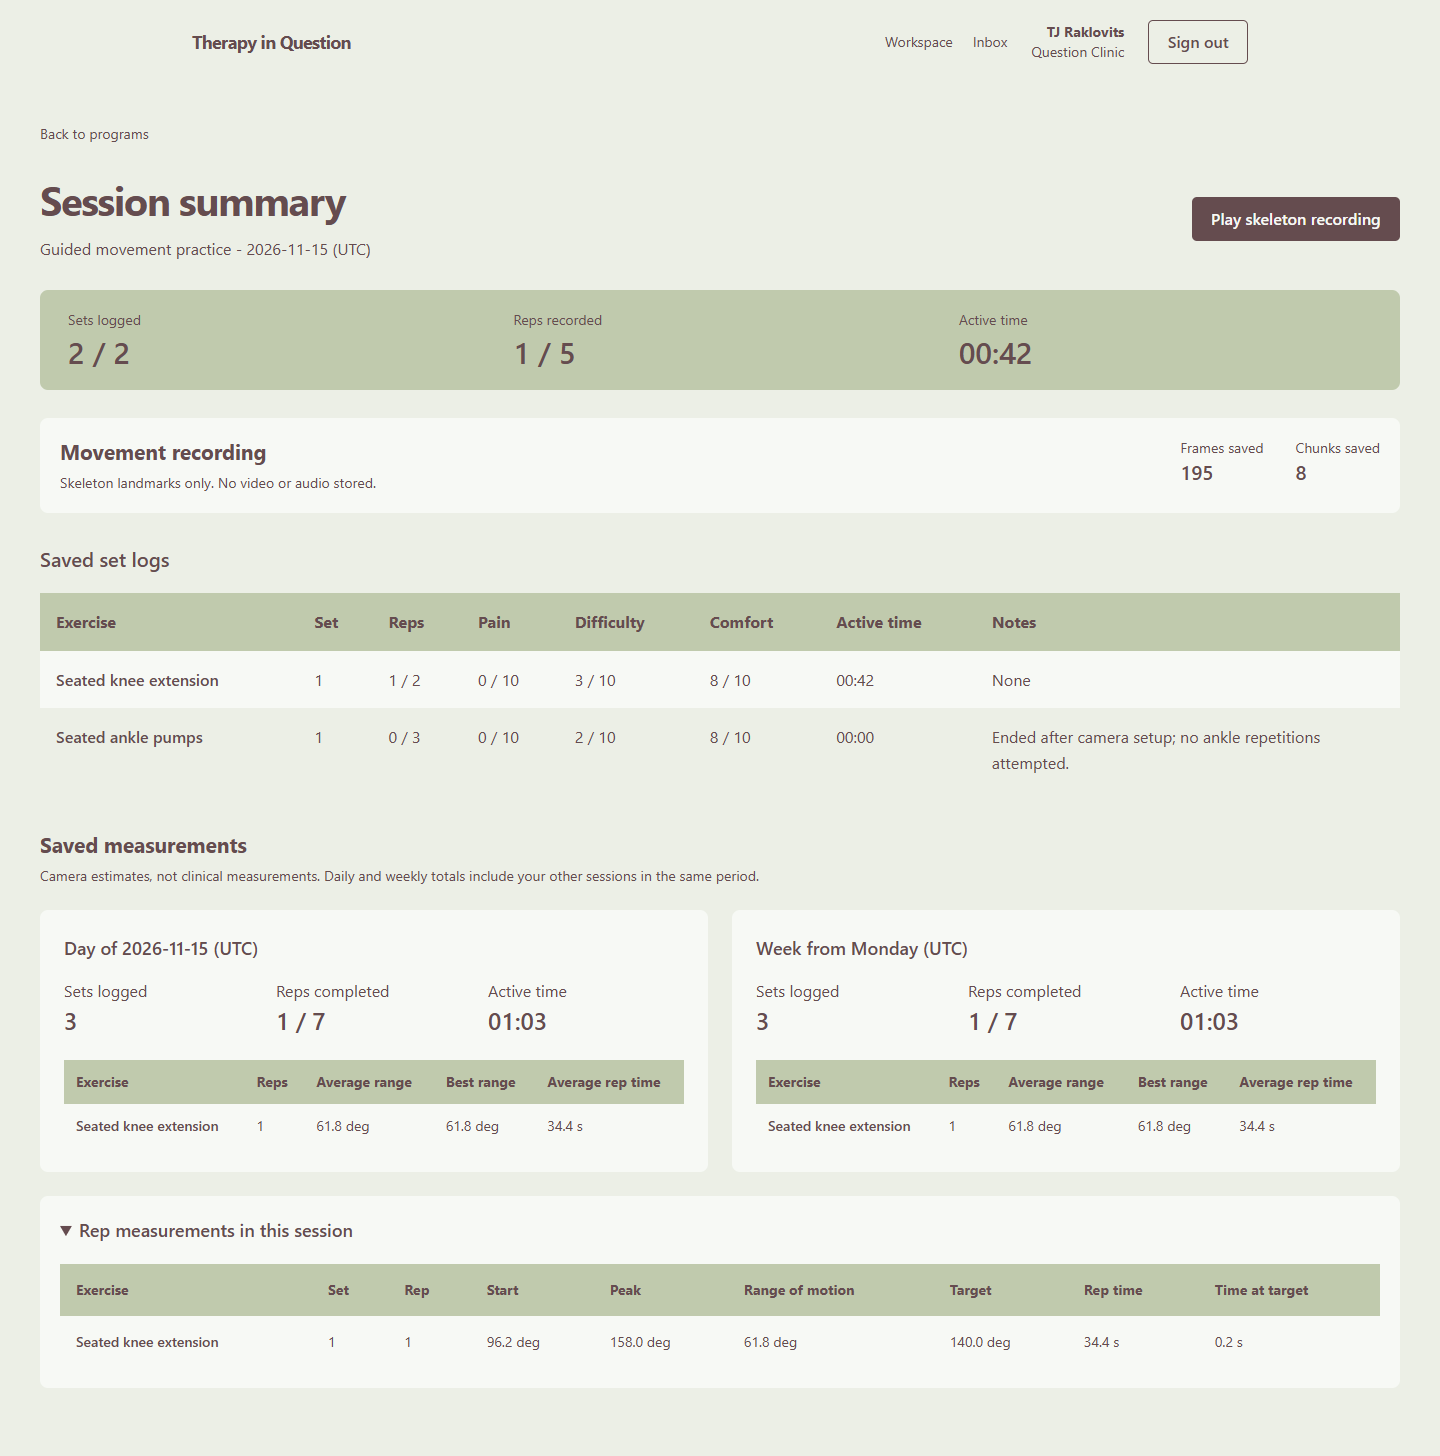 Therapy in Question
Workspace Inbox TJ Raklovits Sign out
Question Clinic
Back to programs
Session summary
Play skeleton recording
Guided movement practice - 2026-11-15 (UTC)
Sets logged Reps recorded Active time
2 / 2 1 / 5 00:42
Movement recording
Skeleton landmarks only. No video or audio stored.
Frames saved Chunks saved
195 8
Saved set logs
Exercise Set Reps Pain Difficulty Comfort Active time Notes
Seated knee extension 1 1 / 2 0 / 10 3 / 10 8 / 10 00:42 None
Seated ankle pumps 1 0 / 3 0 / 10 2 / 10 8 / 10 00:00 Ended after camera setup; no ankle repetitions
attempted.
Saved measurements
Camera estimates, not clinical measurements. Daily and weekly totals include your other sessions in the same period.
Day of 2026-11-15 (UTC)
Sets logged Reps completed Active time
3 1 / 7 01:03
Exercise Reps Average range Best range Average rep time
Seated knee extension 1 61.8 deg 61.8 deg 34.4 s
Week from Monday (UTC)
Sets logged Reps completed Active time
3 1 / 7 01:03
Exercise Reps Average range Best range Average rep time
Seated knee extension 1 61.8 deg 61.8 deg 34.4 s
▼ Rep measurements in this session
Exercise Set Rep Start Peak Range of motion Target Rep time Time at target
Seated knee extension 1 1 96.2 deg 158.0 deg 61.8 deg 140.0 deg 34.4 s 0.2 s